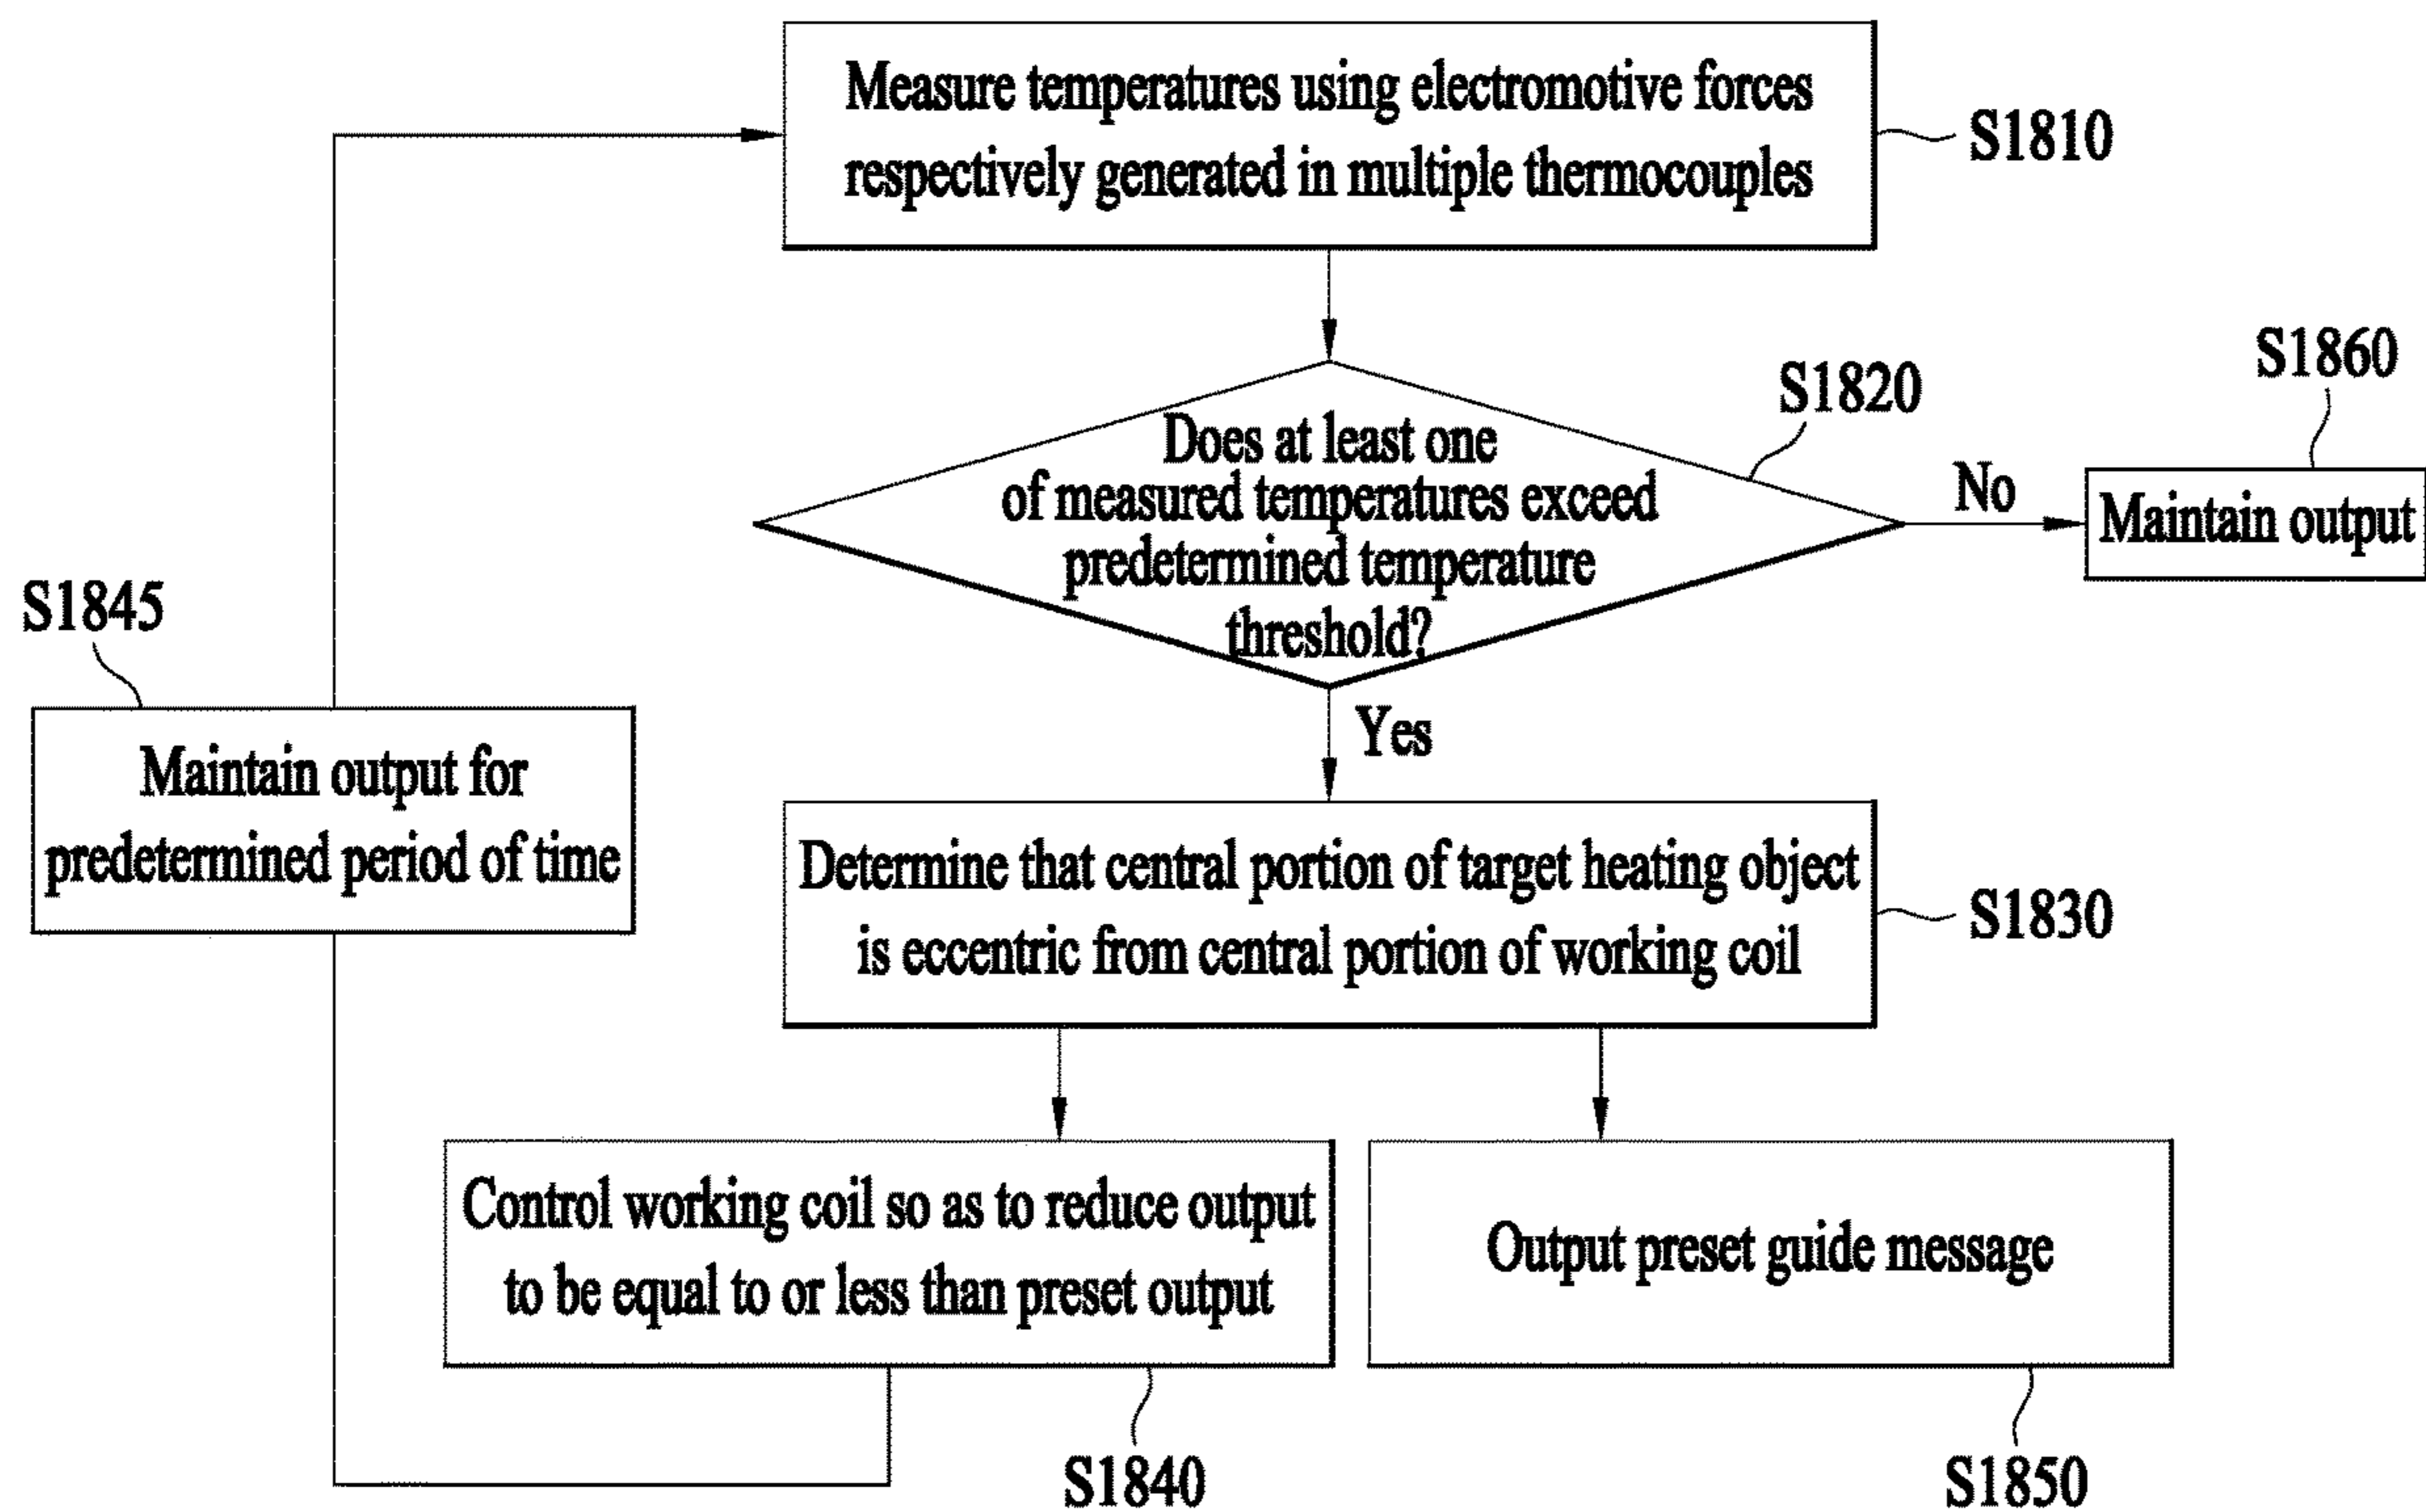 Measure temperatures using electromotive forces
respectively generated in multiple thermocouples
S1810
Does at least one
of measured temperatures exceed
predetermined temperature
threshold?
S1820
No
S1860
Maintain output
Yes
S1845
Maintain output for
predetermined period of time
Determine that central portion of target heating object
is eccentric from central portion of working coil
S1830
Control working coil so as to reduce output
to be equal to or less than preset output
S1840
Output preset guide message
S1850